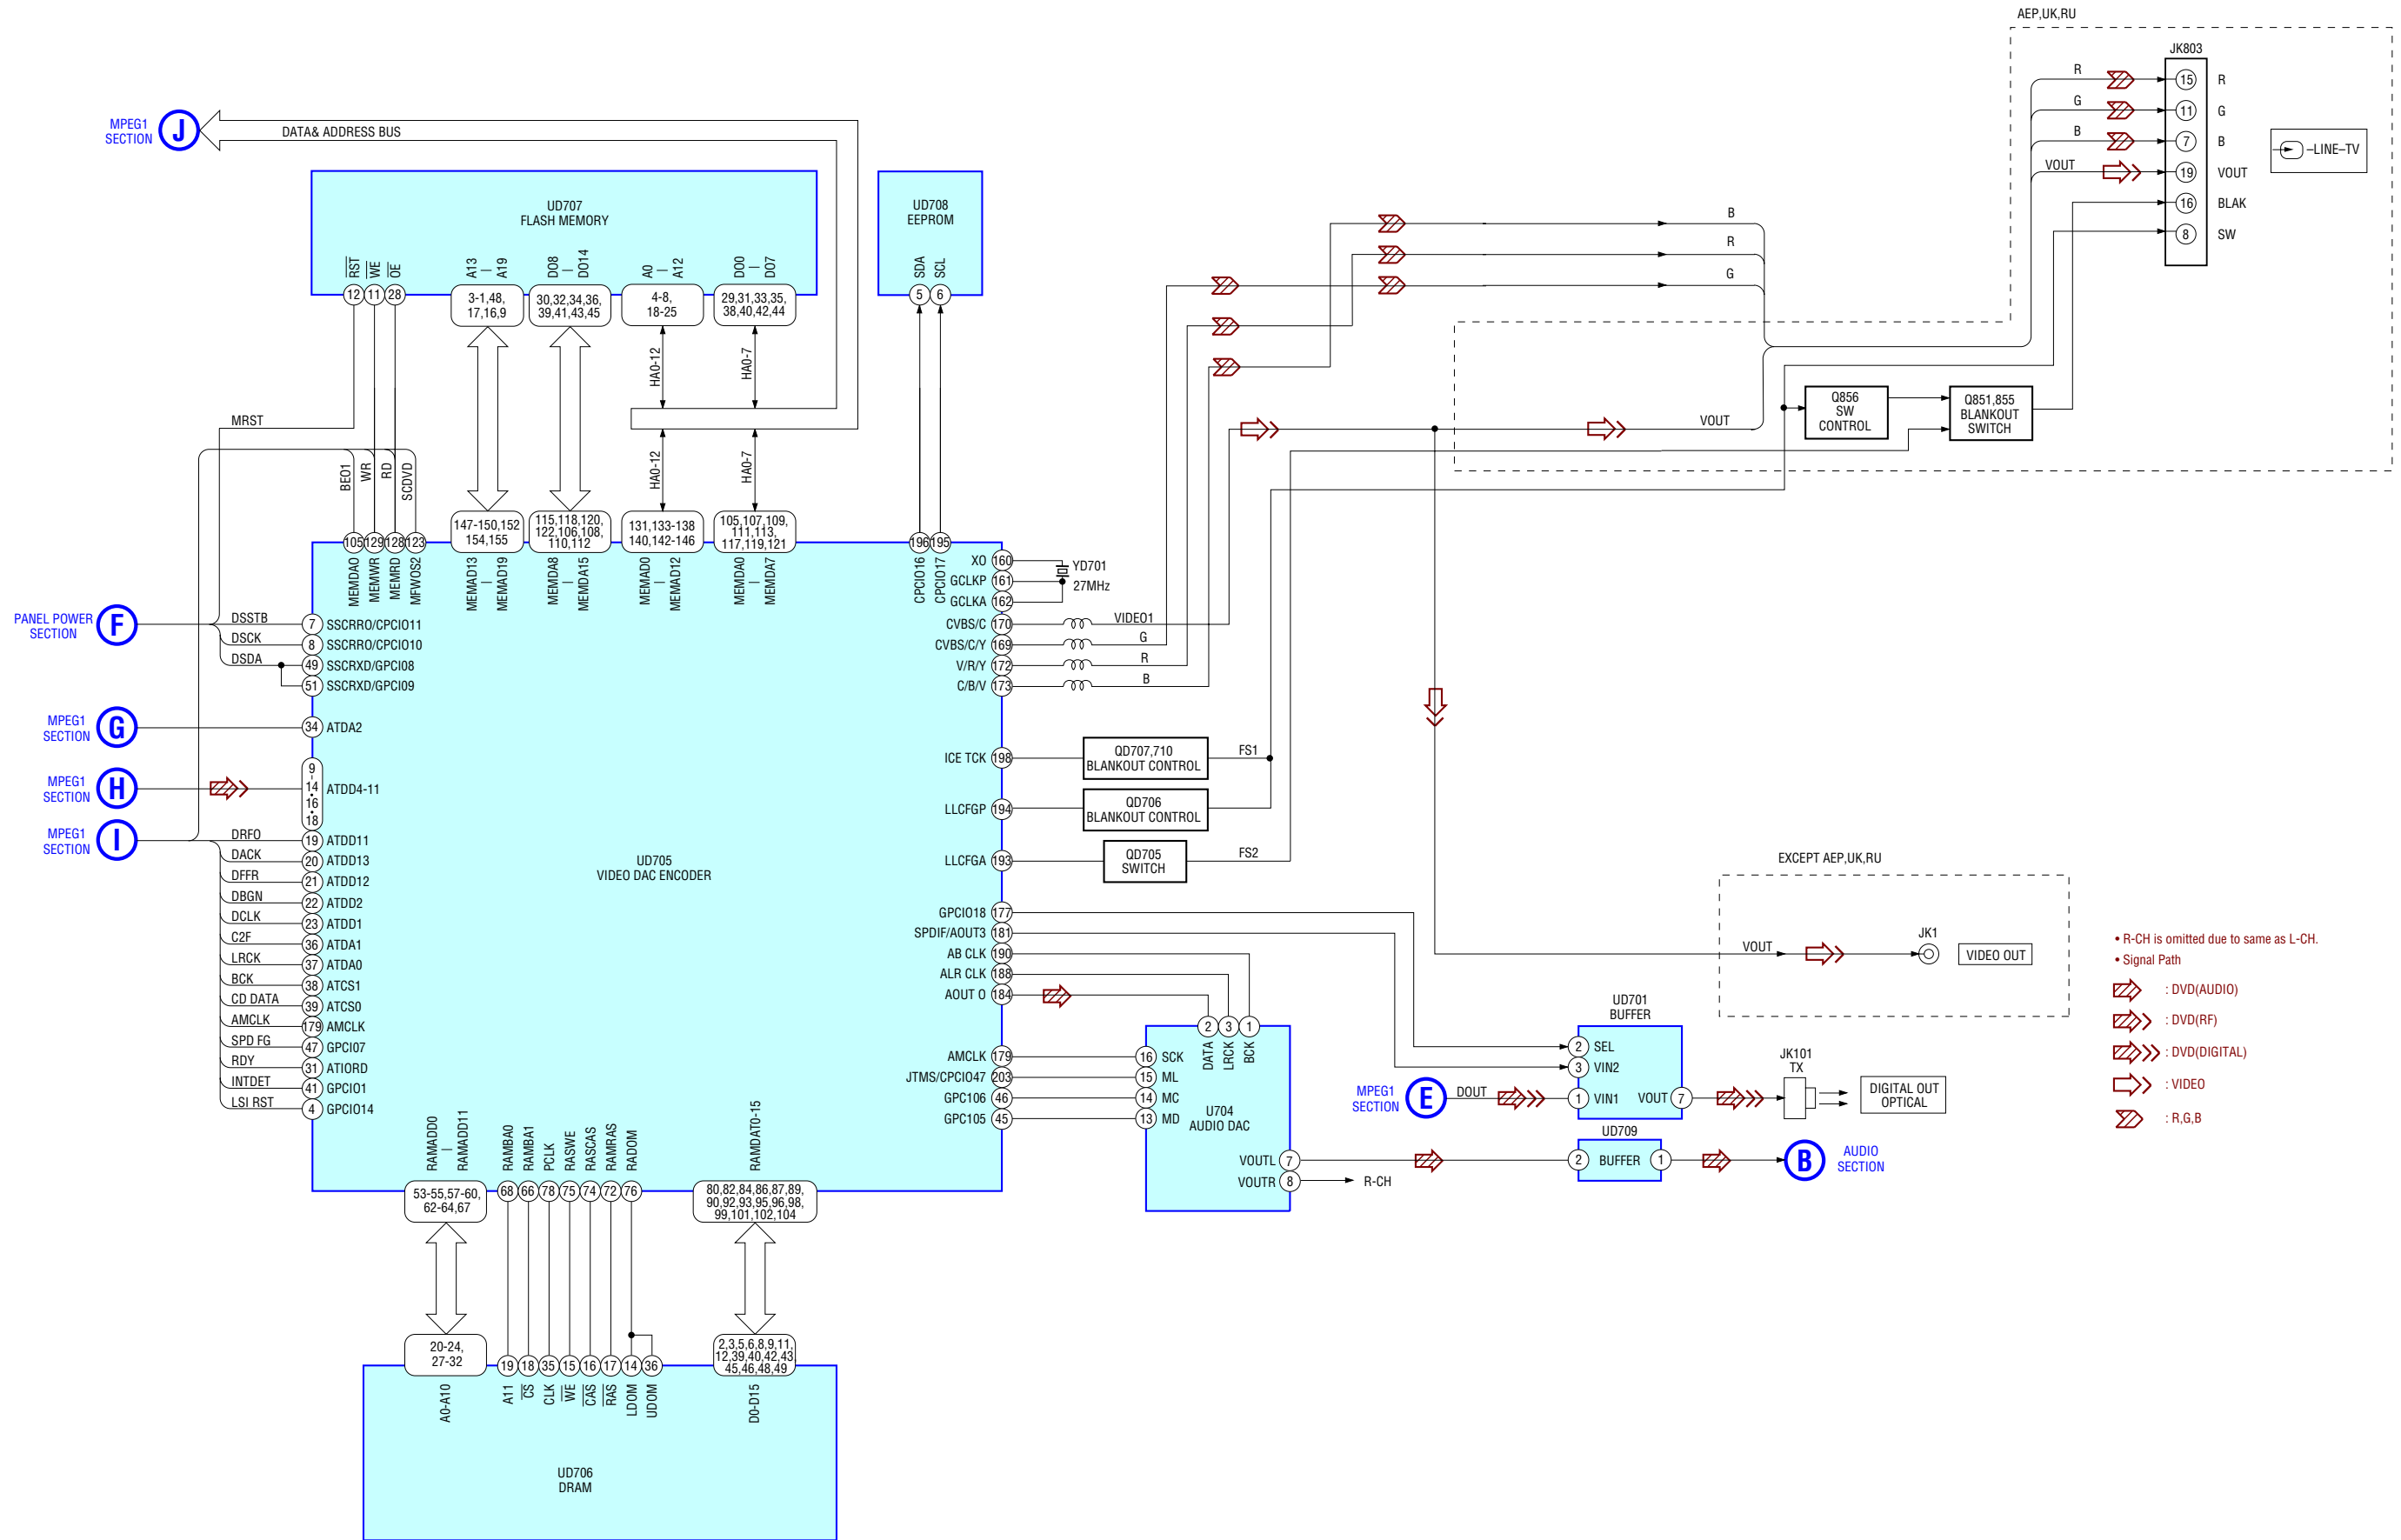 AEP,UK,RU
JK803
R
15
R
G
11
G
B
7
B
VOUT
19
VOUT
16
BLAK
8
SW
–LINE–TV
MPEG1
SECTION
J
DATA& ADDRESS BUS
UD707
FLASH MEMORY
RST
WE
OE
A13
|
A19
DO8
|
DO14
A0
|
A12
DO0
|
DO7
12
11
28
3-1,48,
17,16,9
30,32,34,36,
39,41,43,45
4-8,
18-25
29,31,33,35,
38,40,42,44
UD708
EEPROM
SDA
SCL
5
6
B
R
G
HA0-12
HA0-7
HA0-12
HA0-7
MRST
BEO1
WR
RD
SCDVD
VOUT
Q856
SW
CONTROL
Q851,855
BLANKOUT
SWITCH
105
129
128
123
147-150,152
154,155
115,118,120,
122,106,108,
110,112
131,133-138
140,142-146
105,107,109,
111,113,
117,119,121
196
195
MEMDAO
MEMWR
MEMRD
MFWOS2
MEMAD13
|
MEMAD19
MEMDA8
|
MEMDA15
MEMAD0
|
MEMAD12
MEMDA0
|
MEMDA7
CPCIO16
CPCIO17
XO 160
GCLKP 161
GCLKA 162
YD701
27MHz
CVBS/C 170 VIDEO1
CVBS/C/Y 169 G
V/R/Y 172 R
C/B/V 173 B
PANEL POWER
SECTION
F
DSSTB 7 SSCRRO/CPCIO11
DSCK 8 SSCRRO/CPCIO10
DSDA 49 SSCRXD/GPCI08
51 SSCRXD/GPCI09
MPEG1
SECTION
G
34 ATDA2
MPEG1
SECTION
H
9
-
14
•
16
•
18
ATDD4-11
MPEG1
SECTION
I
DRFO 19 ATDD11
DACK 20 ATDD13
DFFR 21 ATDD12
DBGN 22 ATDD2
DCLK 23 ATDD1
C2F 36 ATDA1
LRCK 37 ATDA0
BCK 38 ATCS1
CD DATA 39 ATCS0
AMCLK 179 AMCLK
SPD FG 47 GPCI07
RDY 31 ATIORD
INTDET 41 GPCIO1
LSI RST 4 GPCIO14
UD705
VIDEO DAC ENCODER
ICE TCK 198
QD707,710
BLANKOUT CONTROL
FS1
LLCFGP 194
QD706
BLANKOUT CONTROL
LLCFGA 193
QD705
SWITCH
FS2
GPCIO18 177
SPDIF/AOUT3 181
AB CLK 190
ALR CLK 188
AOUT O 184
AMCLK 179
JTMS/CPCIO47 203
GPC106 46
GPC105 45
2
3
1
DATA
LRCK
BCK
16 SCK
15 ML
14 MC
13 MD
U704
AUDIO DAC
VOUTL 7
VOUTR 8
R-CH
EXCEPT AEP,UK,RU
VOUT
JK1
VIDEO OUT
UD701
BUFFER
2 SEL
3 VIN2
1 VIN1
VOUT 7
MPEG1
SECTION
E
DOUT
JK101
TX
DIGITAL OUT
OPTICAL
UD709
2 BUFFER 1
B
AUDIO
SECTION
• R-CH is omitted due to same as L-CH.
• Signal Path
: DVD(AUDIO)
: DVD(RF)
: DVD(DIGITAL)
: VIDEO
: R,G,B
RAMADD0
|
RAMADD11
RAMBA0
RAMBA1
PCLK
RASWE
RASCAS
RAMRAS
RADOM
RAMDAT0-15
53-55,57-60,
62-64,67
68
66
78
75
74
72
76
80,82,84,86,87,89,
90,92,93,95,96,98,
99,101,102,104
20-24,
27-32
19
18
35
15
16
17
14
36
2,3,5,6,8,9,11,
12,39,40,42,43,
45,46,48,49
A0-A10
A11
CS
CLK
WE
CAS
RAS
LDOM
UDOM
D0-D15
UD706
DRAM